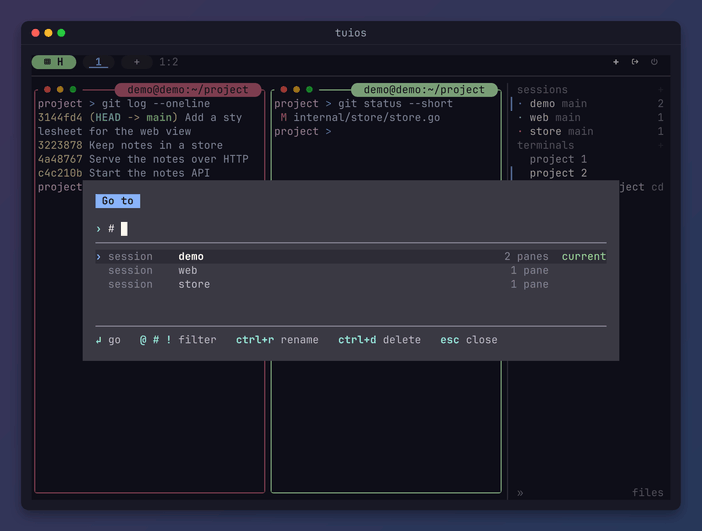 tuios
H 1 + 1:2
demo@demo:~/project
project > git log --oneline
3144fd4 (HEAD -> main) Add a sty
lesheet for the web view
3223878 Keep notes in a store
4a48767 Serve the notes over HTTP
c4c210b Start the notes API
project
demo@demo:~/project
project > git status --short
M internal/store/store.go
project >
sessions
· demo main 2
· web main 1
· store main 1
terminals
project 1
project 2
ject cd
Go to
› #
› session demo 2 panes current
session web 1 pane
session store 1 pane
↲ go @ # ! filter ctrl+r rename ctrl+d delete esc close
» files